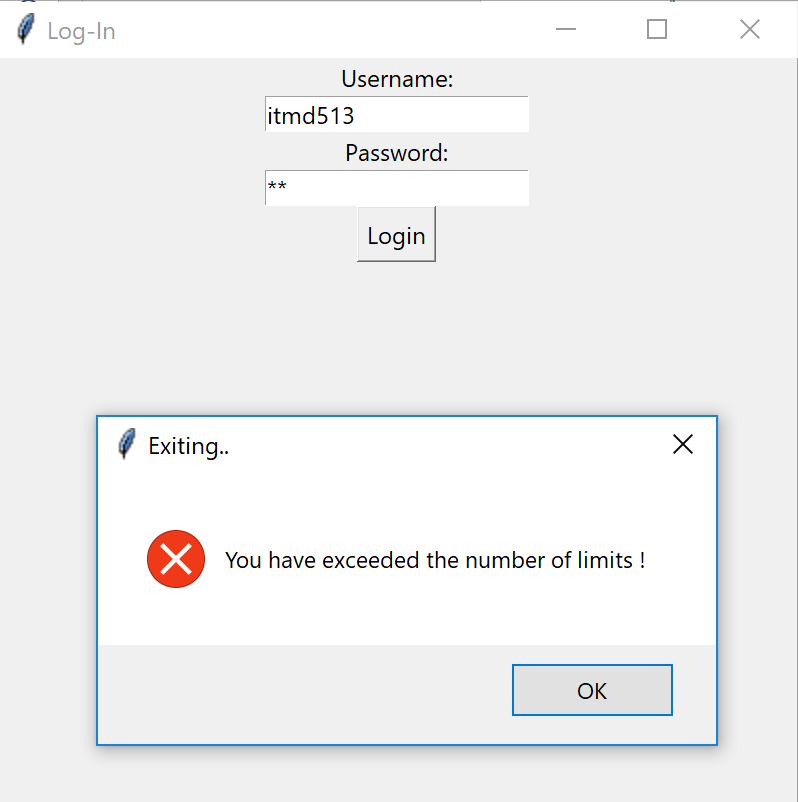 Log-In
Username:
itmd513
Password:
**
Login
Exiting..
You have exceeded the number of limits !
OK